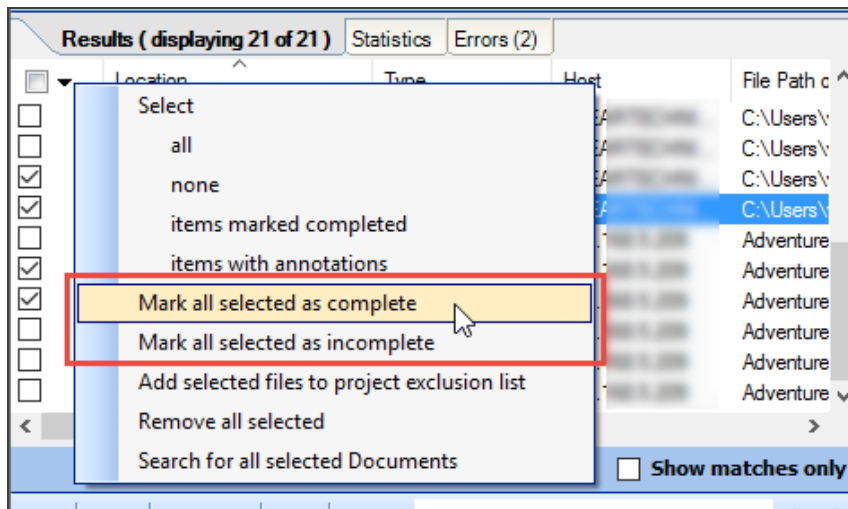 Results ( displaying 21 of 21 ) Statistics Errors (2)
Location Type Host File Path
Select
all
none
items marked completed
items with annotations
Mark all selected as complete
Mark all selected as incomplete
Add selected files to project exclusion list
Remove all selected
Search for all selected Documents
C:\Users\
C:\Users\
C:\Users\
C:\Users\
Adventure
Adventure
Adventure
Adventure
Adventure
Show matches only